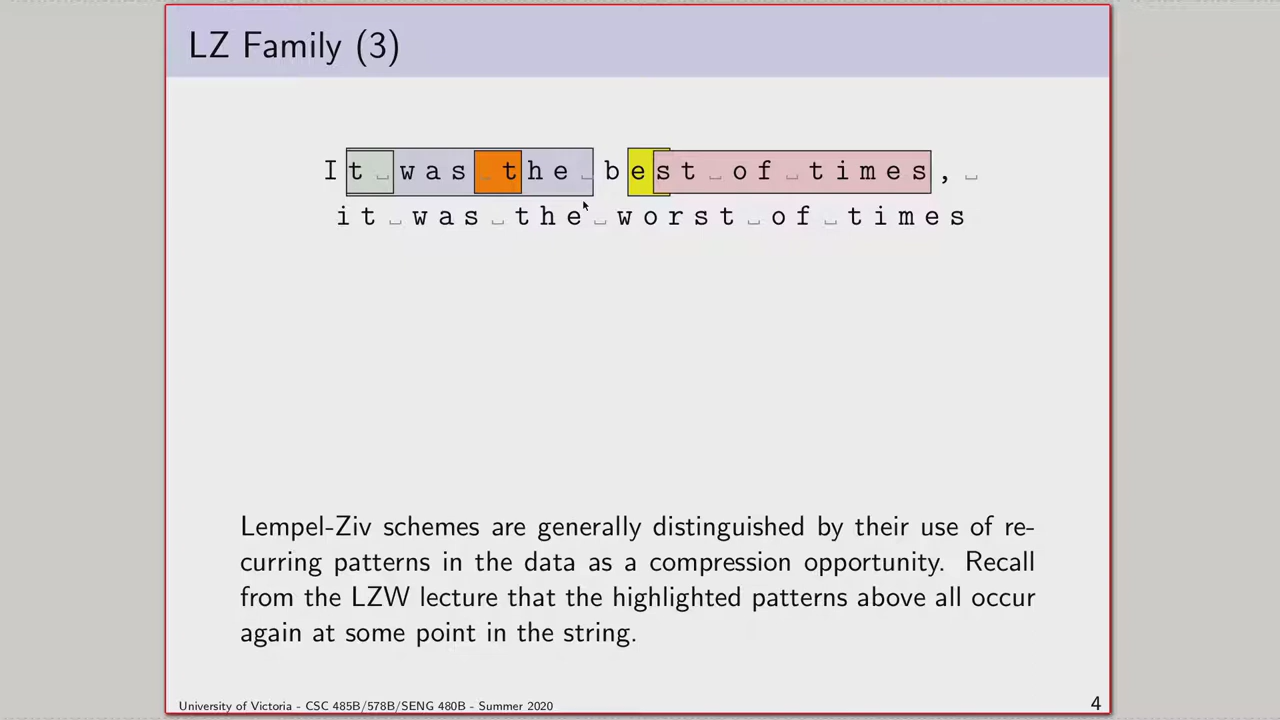 LZ Family (3)
It␣was␣the␣best␣of␣times,␣
it␣was␣the␣worst␣of␣times
Lempel-Ziv schemes are generally distinguished by their use of re-
curring patterns in the data as a compression opportunity. Recall
from the LZW lecture that the highlighted patterns above all occur
again at some point in the string.
University of Victoria - CSC 485B/578B/SENG 480B - Summer 2020
4